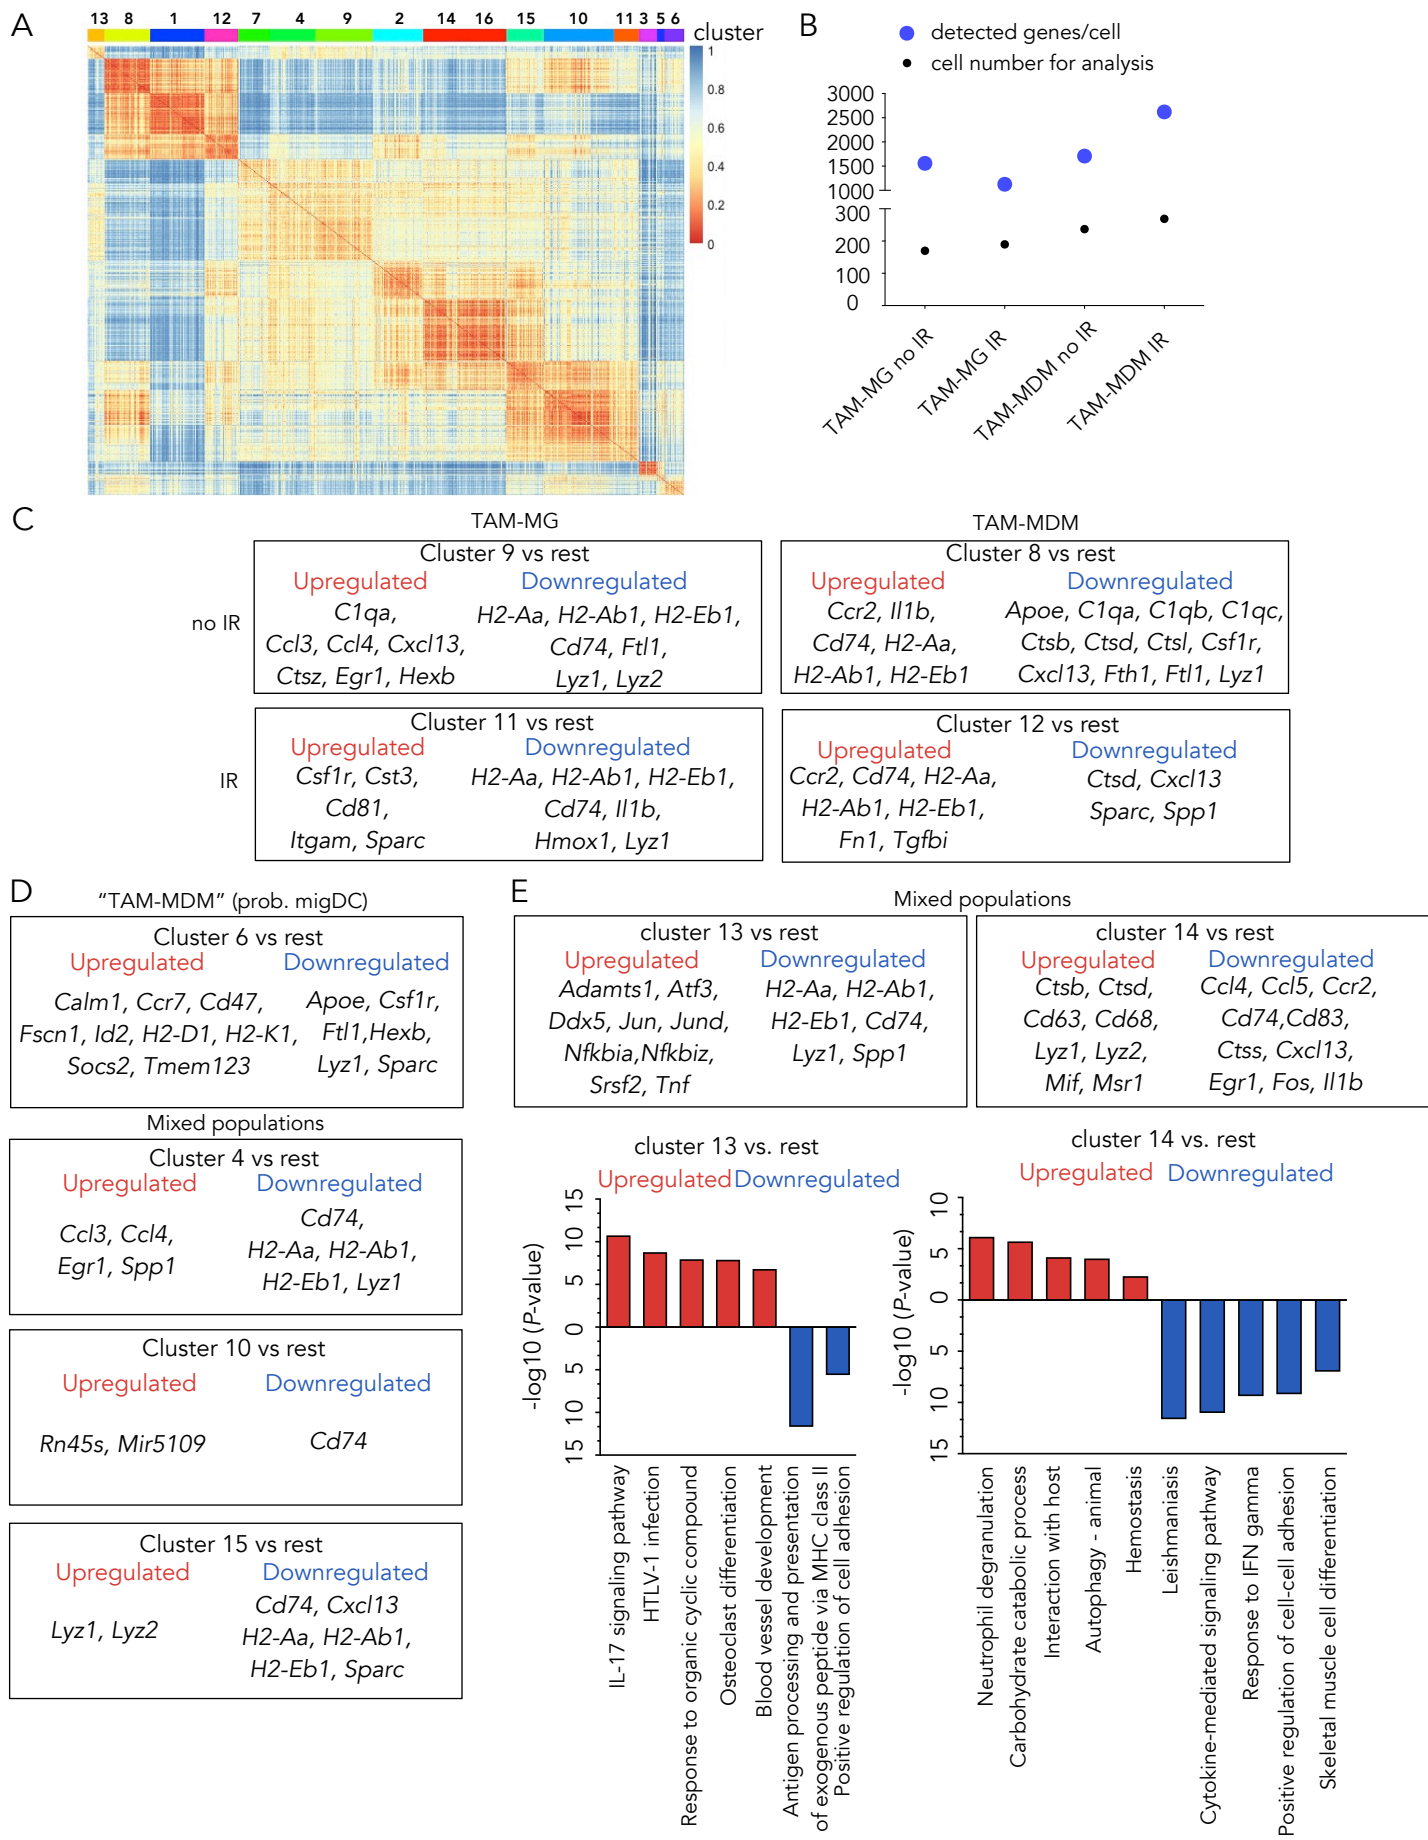 A
13 8 1 12 7 4 9 2 14 16 15 10 11 3 5 6
cluster
1
0.8
0.6
0.4
0.2
0
B
detected genes/cell
cell number for analysis
3000
2500
2000
1500
1000
300
200
100
0
TAM-MG no IR
TAM-MG IR
TAM-MDM no IR
TAM-MDM IR
C
TAM-MG
TAM-MDM
no IR
Cluster 9 vs rest
Upregulated Downregulated
C1qa,
Ccl3, Ccl4, Cxcl13,
Ctsz, Egr1, Hexb
H2-Aa, H2-Ab1, H2-Eb1,
Cd74, Ftl1,
Lyz1, Lyz2
Cluster 8 vs rest
Upregulated Downregulated
Ccr2, Il1b,
Cd74, H2-Aa,
H2-Ab1, H2-Eb1
Apoe, C1qa, C1qb, C1qc,
Ctsb, Ctsd, Ctsl, Csf1r,
Cxcl13, Fth1, Ftl1, Lyz1
IR
Cluster 11 vs rest
Upregulated Downregulated
Csf1r, Cst3,
Cd81,
Itgam, Sparc
H2-Aa, H2-Ab1, H2-Eb1,
Cd74, Il1b,
Hmox1, Lyz1
Cluster 12 vs rest
Upregulated Downregulated
Ccr2, Cd74, H2-Aa,
H2-Ab1, H2-Eb1,
Fn1, Tgfbi
Ctsd, Cxcl13
Sparc, Spp1
D
“TAM-MDM” (prob. migDC)
Cluster 6 vs rest
Upregulated Downregulated
Calm1, Ccr7, Cd47,
Fscn1, Id2, H2-D1, H2-K1,
Socs2, Tmem123
Apoe, Csf1r,
Ftl1,Hexb,
Lyz1, Sparc
Mixed populations
Cluster 4 vs rest
Upregulated Downregulated
Ccl3, Ccl4,
Egr1, Spp1
Cd74,
H2-Aa, H2-Ab1,
H2-Eb1, Lyz1
Cluster 10 vs rest
Upregulated Downregulated
Rn45s, Mir5109
Cd74
Cluster 15 vs rest
Upregulated Downregulated
Lyz1, Lyz2
Cd74, Cxcl13
H2-Aa, H2-Ab1,
H2-Eb1, Sparc
E
Mixed populations
cluster 13 vs rest
Upregulated Downregulated
Adamts1, Atf3,
Ddx5, Jun, Jund,
Nfkbia,Nfkbiz,
Srsf2, Tnf
H2-Aa, H2-Ab1,
H2-Eb1, Cd74,
Lyz1, Spp1
cluster 14 vs rest
Upregulated Downregulated
Ctsb, Ctsd,
Cd63, Cd68,
Lyz1, Lyz2,
Mif, Msr1
Ccl4, Ccl5, Ccr2,
Cd74,Cd83,
Ctss, Cxcl13,
Egr1, Fos, Il1b
cluster 13 vs. rest
Upregulated Downregulated
-log10 (P-value)
15
10
5
0
5
10
15
IL-17 signaling pathway
HTLV-1 infection
Response to organic cyclic compound
Osteoclast differentiation
Blood vessel development
Antigen processing and presentation
of exogenous peptide via MHC class II
Positive regulation of cell adhesion
cluster 14 vs. rest
Upregulated Downregulated
-log10 (P-value)
10
5
0
5
10
15
Neutrophil degranulation
Carbohydrate catabolic process
Interaction with host
Autophagy - animal
Hemostasis
Leishmaniasis
Cytokine-mediated signaling pathway
Response to IFN gamma
Positive regulation of cell-cell adhesion
Skeletal muscle cell differentiation